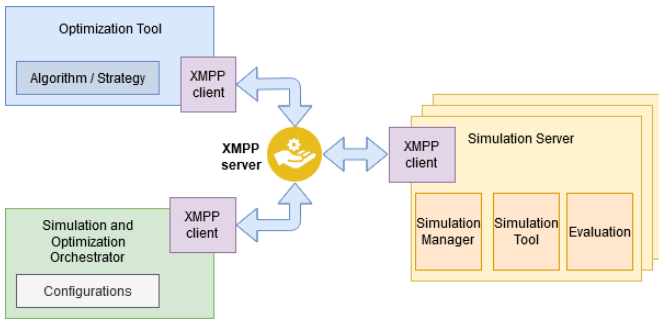 Optimization Tool
Algorithm / Strategy
XMPP
client
XMPP
server
XMPP
client
Simulation Server
Simulation
Manager
Simulation
Tool
Evaluation
XMPP
client
Simulation and
Optimization
Orchestrator
Configurations